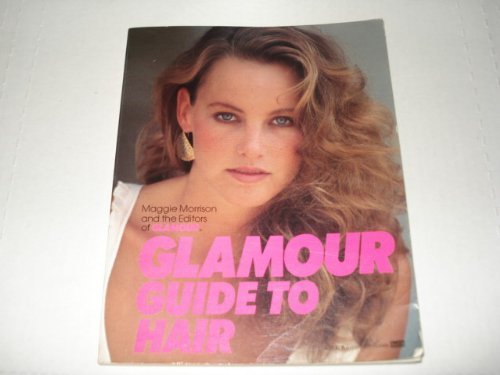 Maggie Morrison
and the Editors
of GLAMOUR
GLAMOUR
GUIDE TO
HAIR